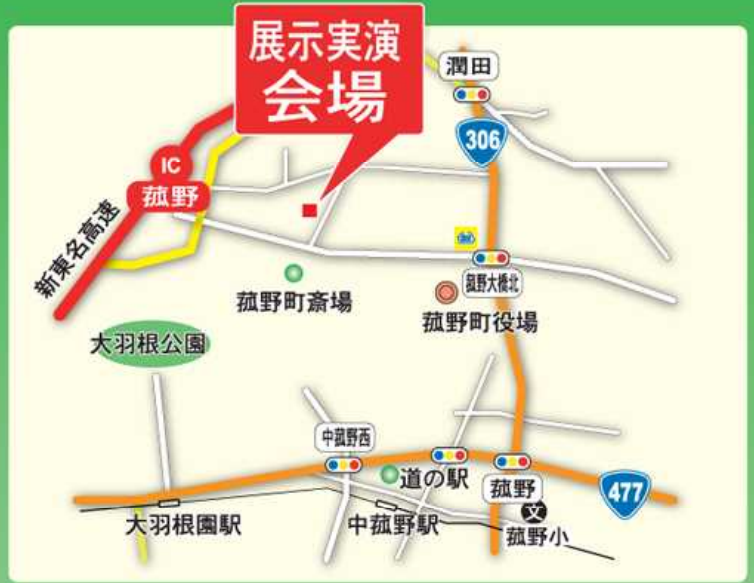 展示実演
会場
潤田
306
IC
菰野
新東名高速
菰野大橋北
菰野町斎場
菰野町役場
大羽根公園
中菰野西
道の駅
菰野
477
大羽根園駅
中菰野駅
文
菰野小